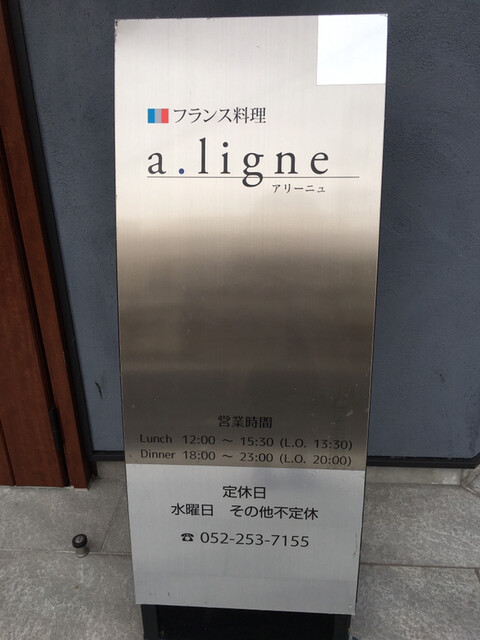 フランス料理
a.ligne
アリーニュ
営業時間
Lunch 12:00 ～ 15:30 (L.O. 13:30)
Dinner 18:00 ～ 23:00 (L.O. 20:00)
定休日
水曜日 その他不定休
☎ 052-253-7155